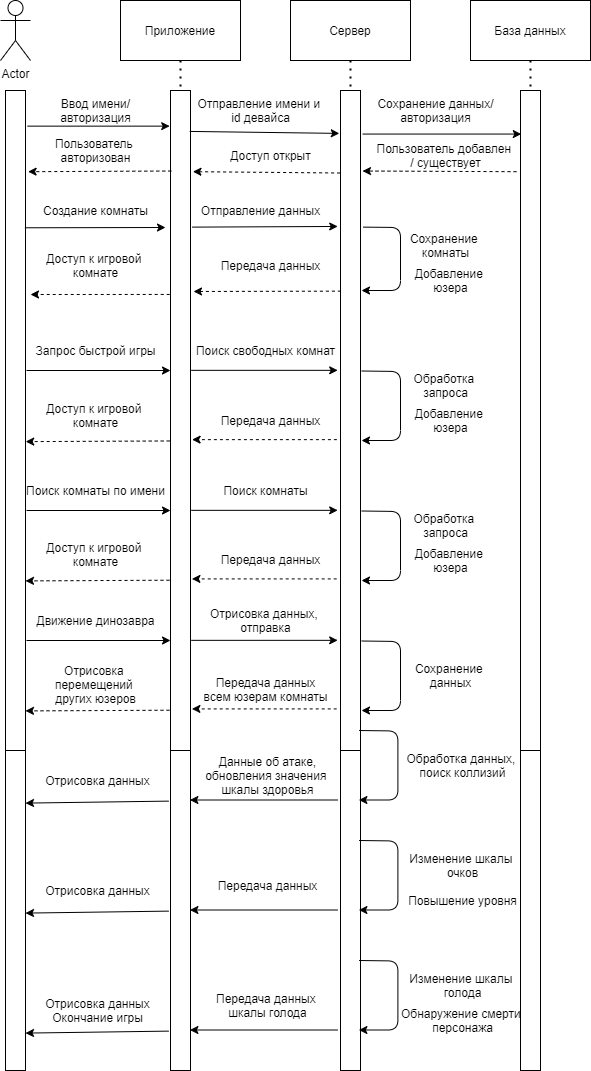 Приложение
Сервер
База данных
Actor
Ввод имени/
авторизация
Отправление имени и
id девайса
Сохранение данных/
авторизация
Пользователь
авторизован
Доступ открыт
Пользователь добавлен
/ существует
Создание комнаты
Отправление данных
Сохранение
комнаты
Доступ к игровой
комнате
Передача данных
Добавление
юзера
Запрос быстрой игры
Поиск свободных комнат
Обработка
запроса
Доступ к игровой
комнате
Передача данных
Добавление
юзера
Поиск комнаты по имени
Поиск комнаты
Обработка
запроса
Доступ к игровой
комнате
Передача данных
Добавление
юзера
Движение динозавра
Отрисовка данных,
отправка
Сохранение
данных
Отрисовка
перемещений
других юзеров
Передача данных
всем юзерам комнаты
Обработка данных,
поиск коллизий
Отрисовка данных
Данные об атаке,
обновления значения
шкалы здоровья
Изменение шкалы
очков
Отрисовка данных
Передача данных
Повышение уровня
Изменение шкалы
голода
Отрисовка данных
Окончание игры
Передача данных
шкалы голода
Обнаружение смерти
персонажа